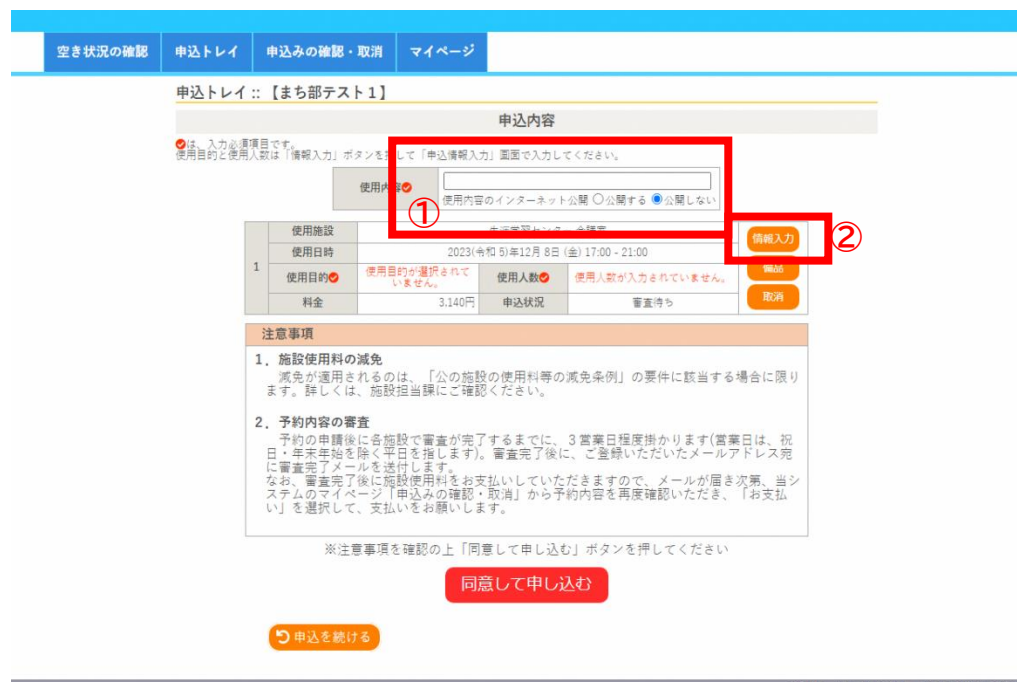 空き状況の確認 申込トレイ 申込みの確認・取消 マイページ
申込トレイ :: 【まち部テスト１】
申込内容
は、入力必須項目です。
使用目的と使用人数は「情報入力」ボタンを押して「申込情報入力」画面で入力してください。
使用内容
使用内容のインターネット公開 公開する 公開しない
①
使用施設 生涯学習センター 会議室
情報入力
②
使用日時 2023(令和 5)年12月 8日 (金) 17:00 - 21:00
1
使用目的 使用目的が選択されて
いません。
使用人数 使用人数が入力されていません。
備品
料金 3,140円 申込状況 審査待ち
取消
注意事項
1. 施設使用料の減免
減免が適用されるのは、「公の施設の使用料等の減免条例」の要件に該当する場合に限り
ます。詳しくは、施設担当課にご確認ください。
2. 予約内容の審査
予約の申請後に各施設で審査が完了するまでに、３営業日程度掛かります(営業日は、祝
日・年末年始を除く平日を指します)。審査完了後に、ご登録いただいたメールアドレス宛
に審査完了メールを送付します。
なお、審査完了後に施設使用料をお支払いしていただきますので、メールが届き次第、当シ
ステムのマイページ「申込みの確認・取消」から予約内容を再度確認いただき、「お支払
い」を選択して、支払いをお願いします。
※注意事項を確認の上「同意して申し込む」ボタンを押してください
同意して申し込む
申込を続ける